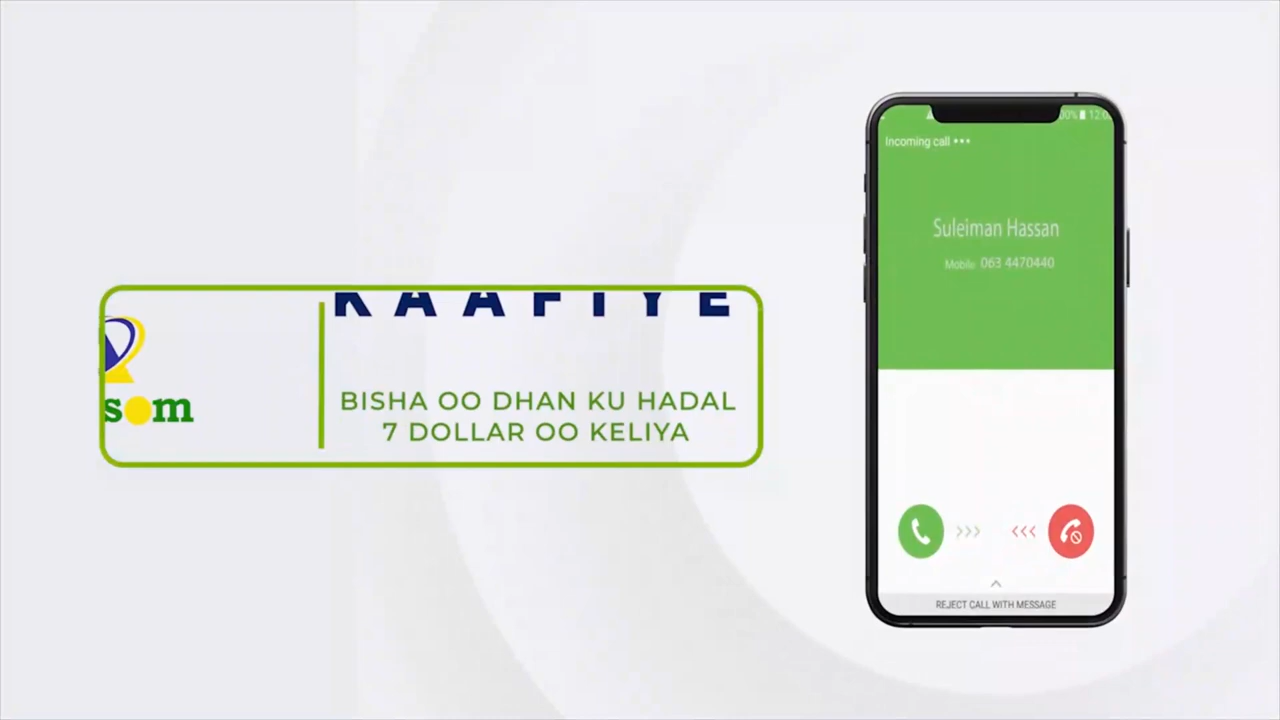 KAAFIYE
som
BISHA OO DHAN KU HADAL
7 DOLLAR OO KELIYA
Incoming call •••
Suleiman Hassan
Mobile 063 4470440
>>>
<<<
REJECT CALL WITH MESSAGE